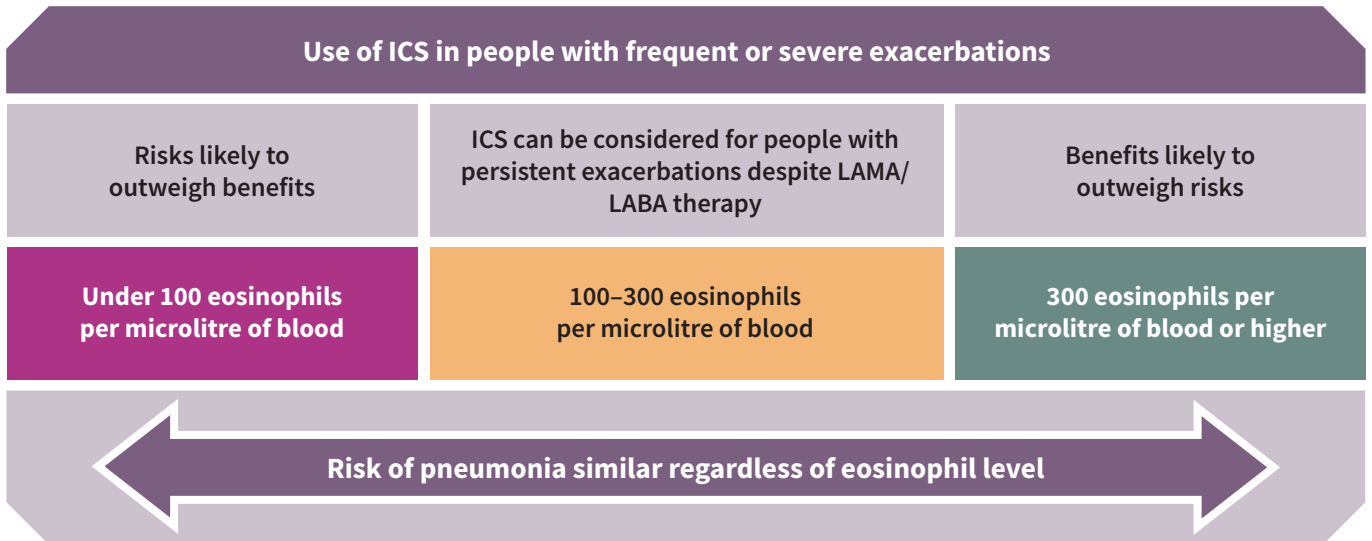 Use of ICS in people with frequent or severe exacerbations
Risks likely to
outweigh benefits
ICS can be considered for people with
persistent exacerbations despite LAMA/
LABA therapy
Benefits likely to
outweigh risks
Under 100 eosinophils
per microlitre of blood
100–300 eosinophils
per microlitre of blood
300 eosinophils per
microlitre of blood or higher
Risk of pneumonia similar regardless of eosinophil level